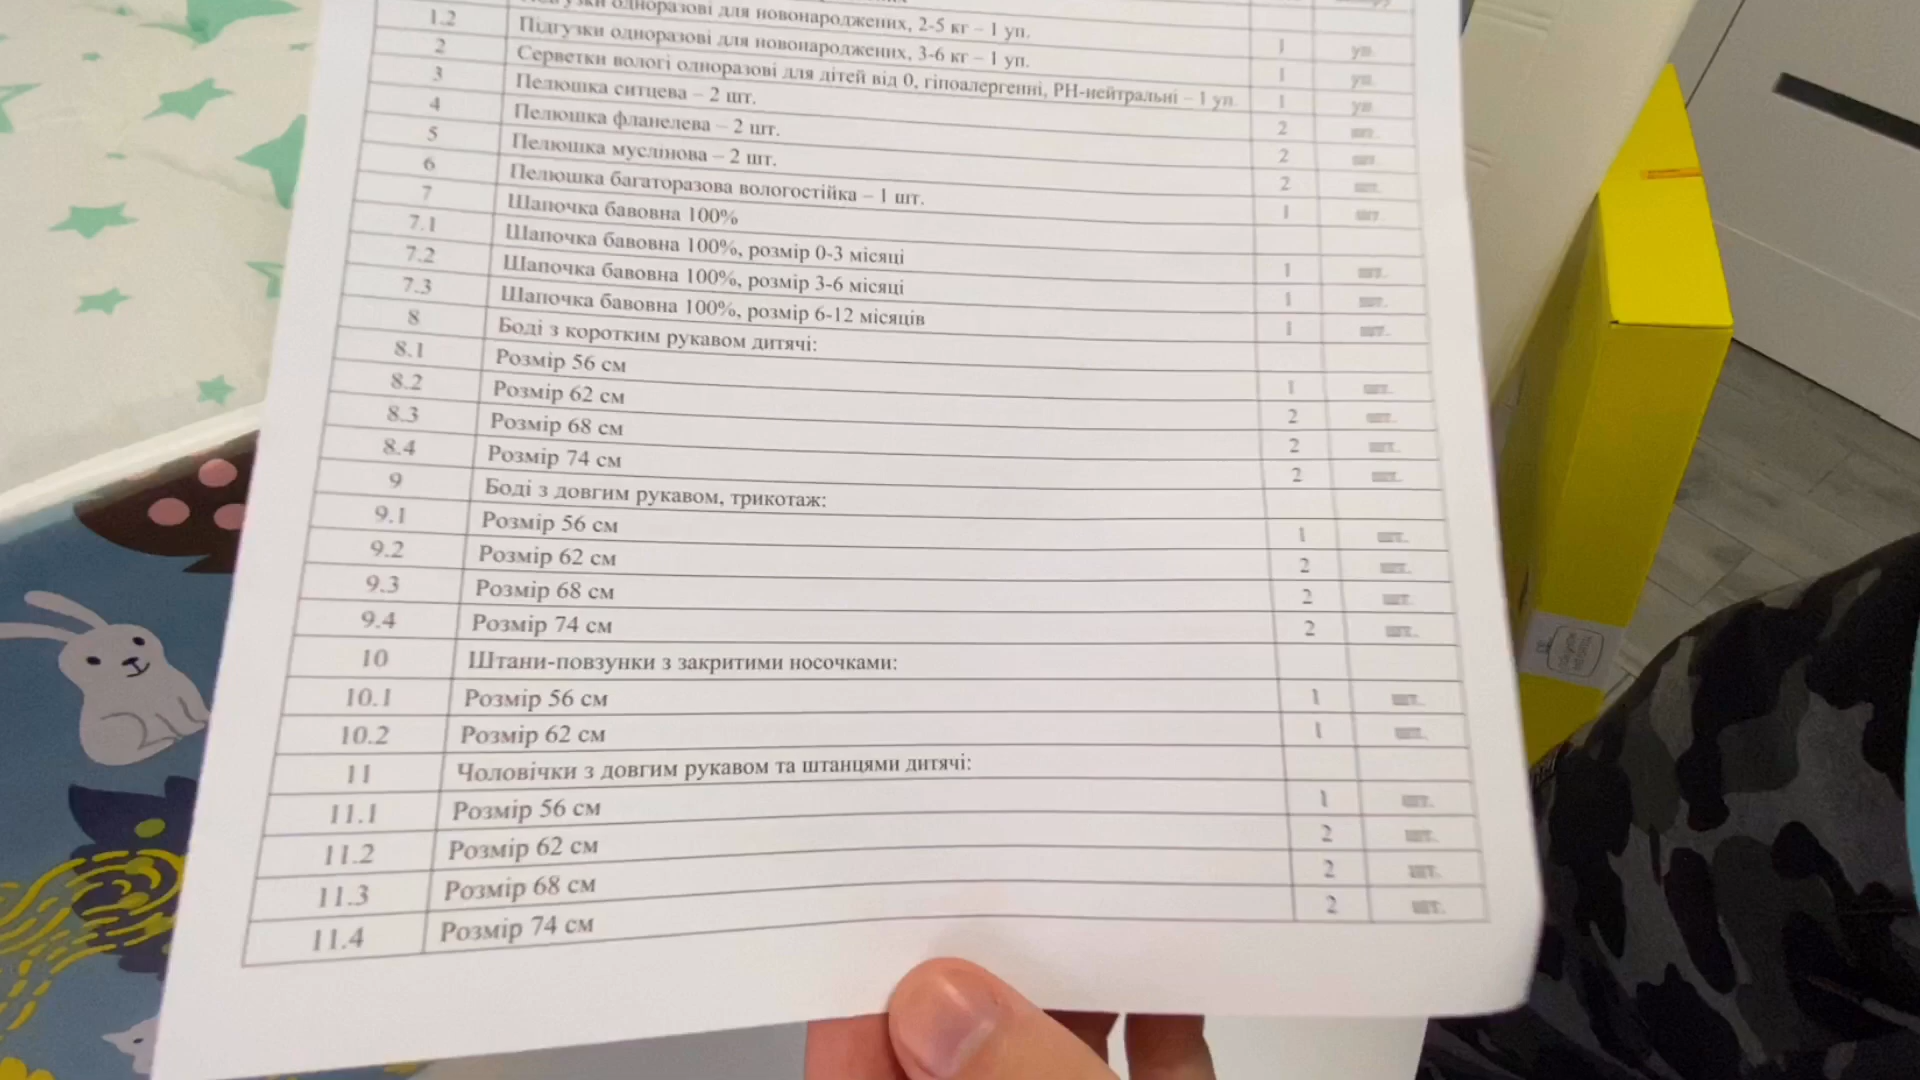 одноразові для новонароджених, 2-5 кг – 1 уп. 1 уп.
1.2 Підгузки одноразові для новонароджених, 3-6 кг – 1 уп. 1 уп.
2 Серветки вологі одноразові для дітей від 0, гіпоалергенні, PH-нейтральні – 1 уп. 1 уп.
3 Пелюшка ситцева – 2 шт. 2 шт.
4 Пелюшка фланелева – 2 шт. 2 шт.
5 Пелюшка муслінова – 2 шт. 2 шт.
6 Пелюшка багаторазова вологостійка – 1 шт. 1 шт.
7 Шапочка бавовна 100%
7.1 Шапочка бавовна 100%, розмір 0-3 місяці 1 шт.
7.2 Шапочка бавовна 100%, розмір 3-6 місяці 1 шт.
7.3 Шапочка бавовна 100%, розмір 6-12 місяців 1 шт.
8 Боді з коротким рукавом дитячі:
8.1 Розмір 56 см 1 шт.
8.2 Розмір 62 см 2 шт.
8.3 Розмір 68 см 2 шт.
8.4 Розмір 74 см 2 шт.
9 Боді з довгим рукавом, трикотаж:
9.1 Розмір 56 см 1 шт.
9.2 Розмір 62 см 2 шт.
9.3 Розмір 68 см 2 шт.
9.4 Розмір 74 см 2 шт.
10 Штани-повзунки з закритими носочками:
10.1 Розмір 56 см 1 шт.
10.2 Розмір 62 см 1 шт.
11 Чоловічки з довгим рукавом та штанцями дитячі:
11.1 Розмір 56 см 1 шт.
11.2 Розмір 62 см 2 шт.
11.3 Розмір 68 см 2 шт.
11.4 Розмір 74 см 2 шт.